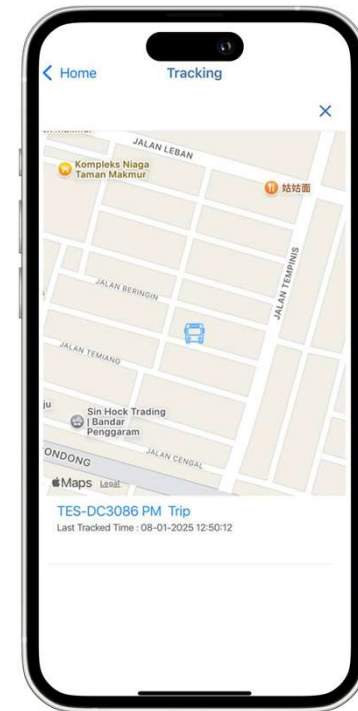 Home
Tracking
JALAN LEBAN
Kompleks Niaga
Taman Makmur
姑姑面
JALAN TEMPINIS
JALAN BERINGIN
JALAN TEMIANG
ju
Sin Hock Trading
| Bandar
Penggaram
ONDONG
JALAN CENGAL
Maps
Legal
TES-DC3086 PM Trip
Last Tracked Time : 08-01-2025 12:50:12